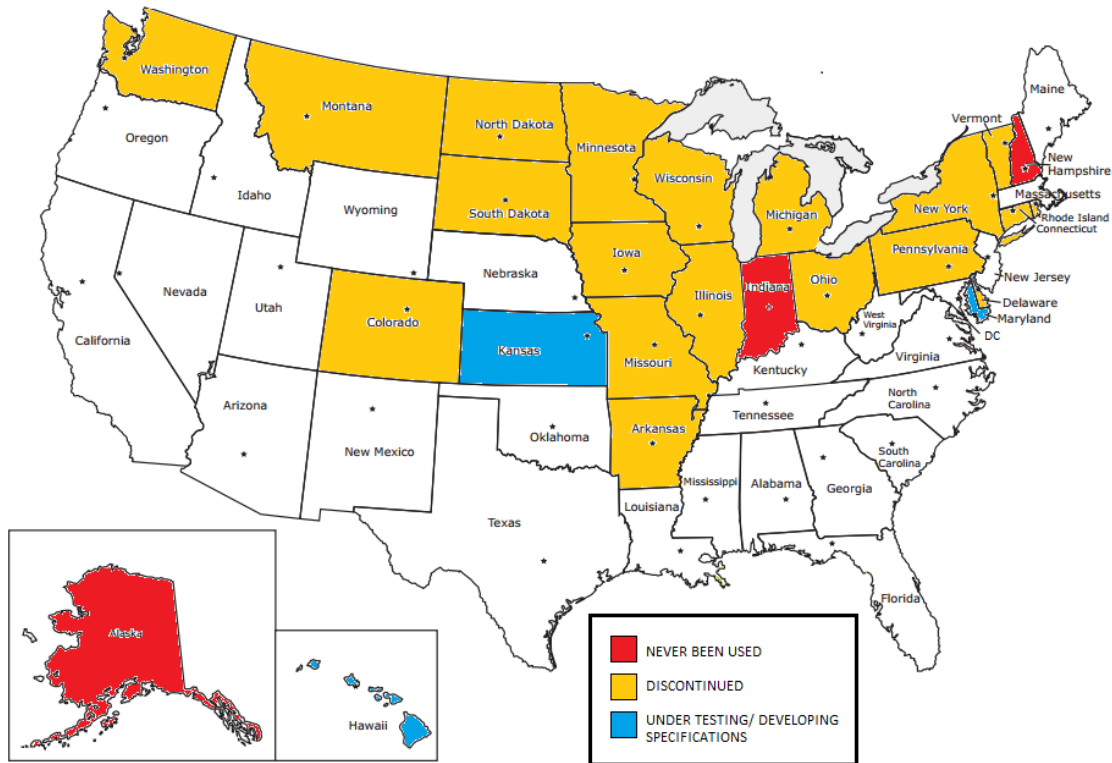 Washington
Montana
North Dakota
Minnesota
Maine
Vermont
Oregon
New
Hampshire
Wisconsin
Idaho
South Dakota
Massachusetts
Wyoming
Michigan
New York
Rhode Island
Connecticut
Pennsylvania
Iowa
Nebraska
Ohio
New Jersey
Nevada
Utah
Illinois
Indiana
Delaware
Maryland
Colorado
West
Virginia
DC
California
Kansas
Missouri
Virginia
Kentucky
Arizona
North
Carolina
Tennessee
Oklahoma
Arkansas
New Mexico
South
Carolina
Mississippi
Alabama
Georgia
Louisiana
Texas
Florida
Alaska
Hawaii
NEVER BEEN USED
DISCONTINUED
UNDER TESTING/ DEVELOPING
SPECIFICATIONS